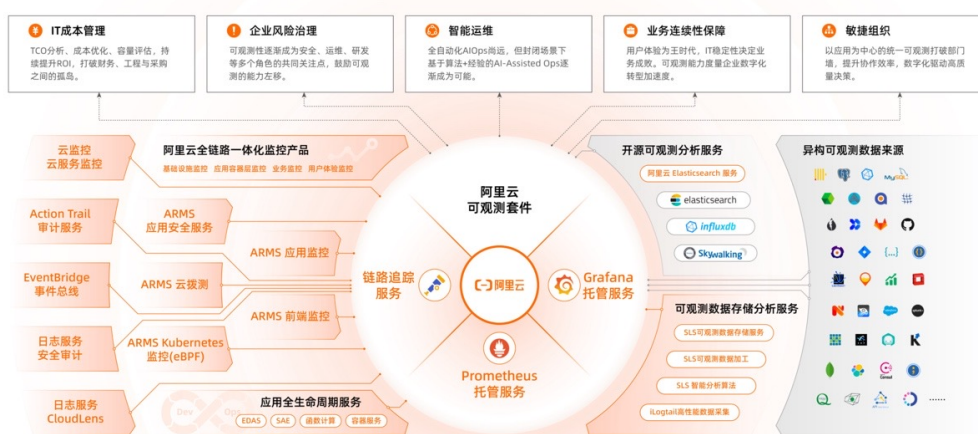 IT成本管理
TCO分析、成本优化、容量评估，持
续提升ROI，打破财务、工程与采购
之间的孤岛。
企业风险治理
可观测性逐渐成为安全、运维、研发
等多个角色的共同关注点，鼓励可观
测的能力左移。
智能运维
全自动化AIOps尚远，但封闭场景下
基于算法+经验的AI-Assisted Ops逐
渐成为可能。
业务连续性保障
用户体验为王时代，IT稳定性决定业
务成败。可观测能力度量企业数字化
转型加速度。
敏捷组织
以应用为中心的统一可观测打破部门
墙，提升协作效率，数字化驱动高质
量决策。
云监控
云服务监控
Action Trail
审计服务
EventBridge
事件总线
日志服务
安全审计
日志服务
CloudLens
阿里云全链路一体化监控产品
基础设施监控 应用容器层监控 业务监控 用户体验监控
ARMS
应用安全服务
ARMS 应用监控
ARMS 云拨测
ARMS 前端监控
ARMS Kubernetes
监控(eBPF)
Dev
Ops
应用全生命周期服务
EDAS
SAE
函数计算
容器服务
阿里云
可观测套件
链路追踪
服务
阿里云
Grafana
托管服务
Prometheus
托管服务
开源可观测分析服务
阿里云 Elasticsearch 服务
elasticsearch
influxdb
Skywalking
可观测数据存储分析服务
SLS可观测数据存储服务
SLS可观测数据加工
SLS 智能分析算法
iLogtail高性能数据采集
异构可观测数据来源
MySQL
{...}
......